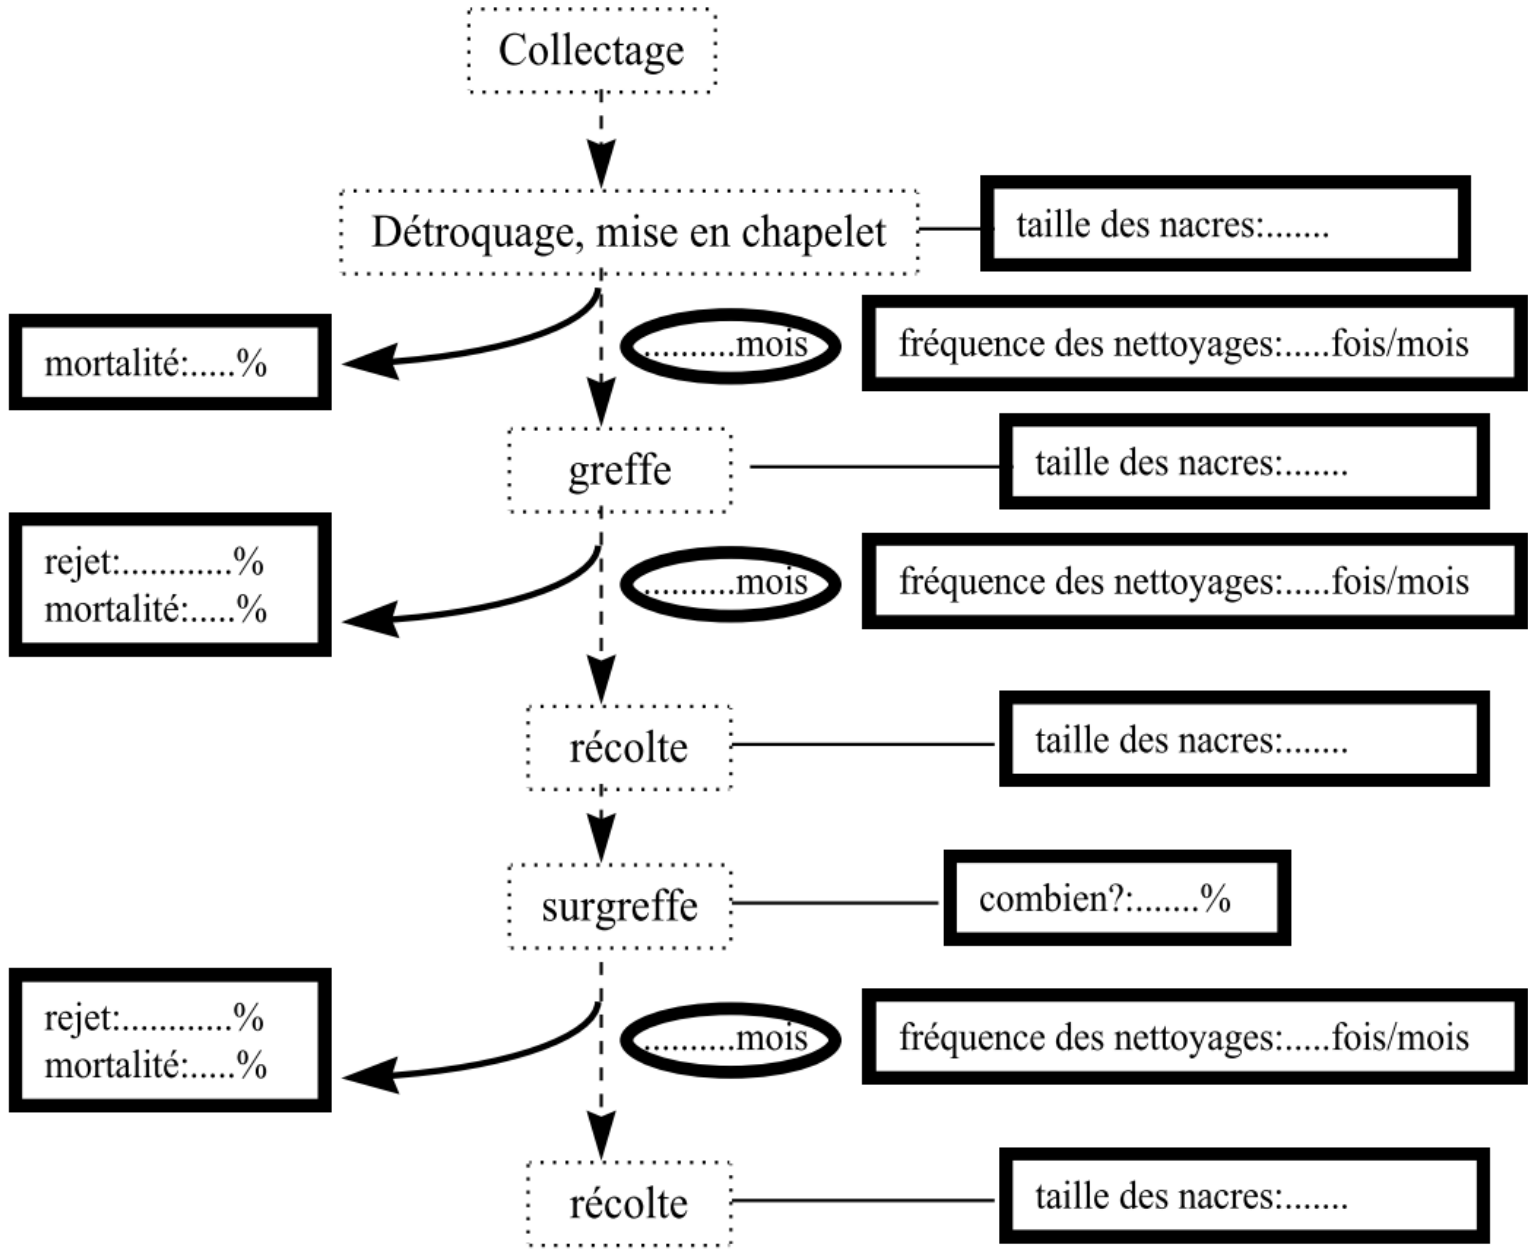 Collectage
Détroquage, mise en chapelet
taille des nacres:.......
mortalité:.....%
..........mois
fréquence des nettoyages:.....fois/mois
greffe
taille des nacres:.......
rejet:............%
mortalité:.....%
..........mois
fréquence des nettoyages:.....fois/mois
récolte
taille des nacres:.......
surgreffe
combien?:.......%
rejet:............%
mortalité:.....%
..........mois
fréquence des nettoyages:.....fois/mois
récolte
taille des nacres:.......